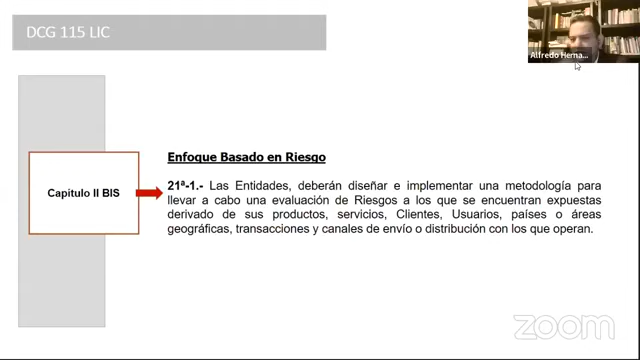 DCG 115 LIC
Alfredo Herna...
Enfoque Basado en Riesgo
Capítulo II BIS
21ª-1.- Las Entidades, deberán diseñar e implementar una metodología para
llevar a cabo una evaluación de Riesgos a los que se encuentran expuestas
derivado de sus productos, servicios, Clientes, Usuarios, países o áreas
geográficas, transacciones y canales de envío o distribución con los que operan.
zoom